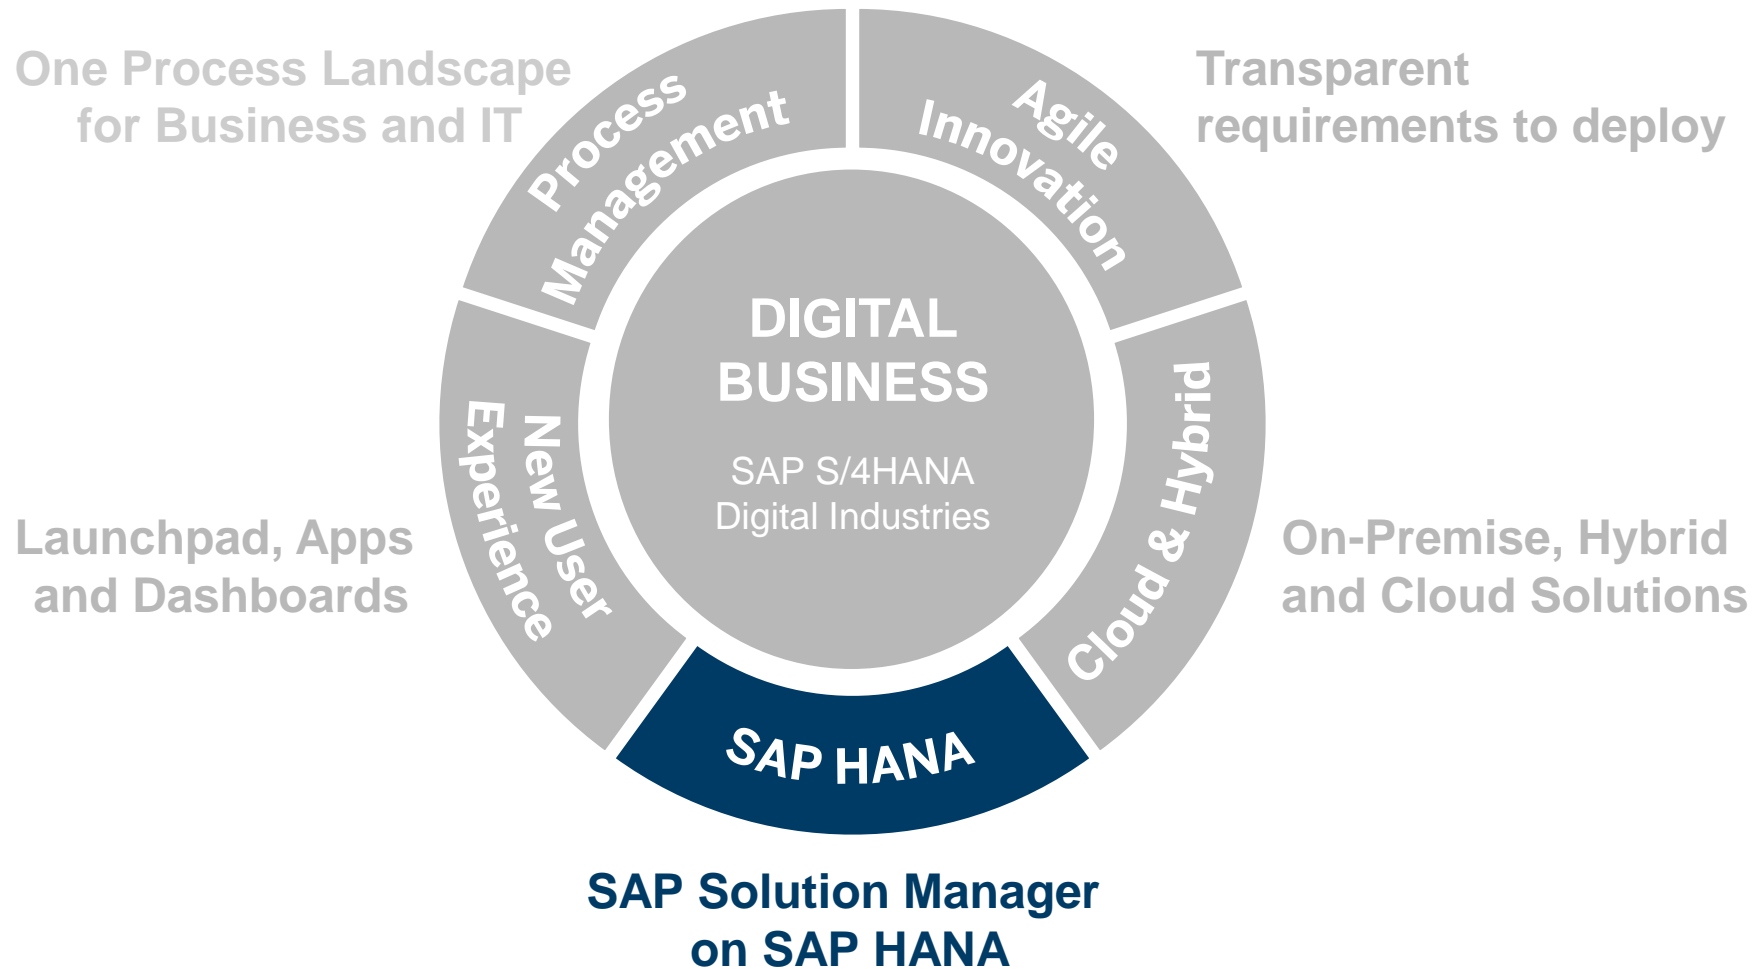 One Process Landscape
for Business and IT
Process
Management
Agile
Innovation
Transparent
requirements to deploy
DIGITAL
BUSINESS
SAP S/4HANA
Digital Industries
New User
Experience
Cloud & Hybrid
Launchpad, Apps
and Dashboards
On-Premise, Hybrid
and Cloud Solutions
SAP HANA
SAP Solution Manager
on SAP HANA